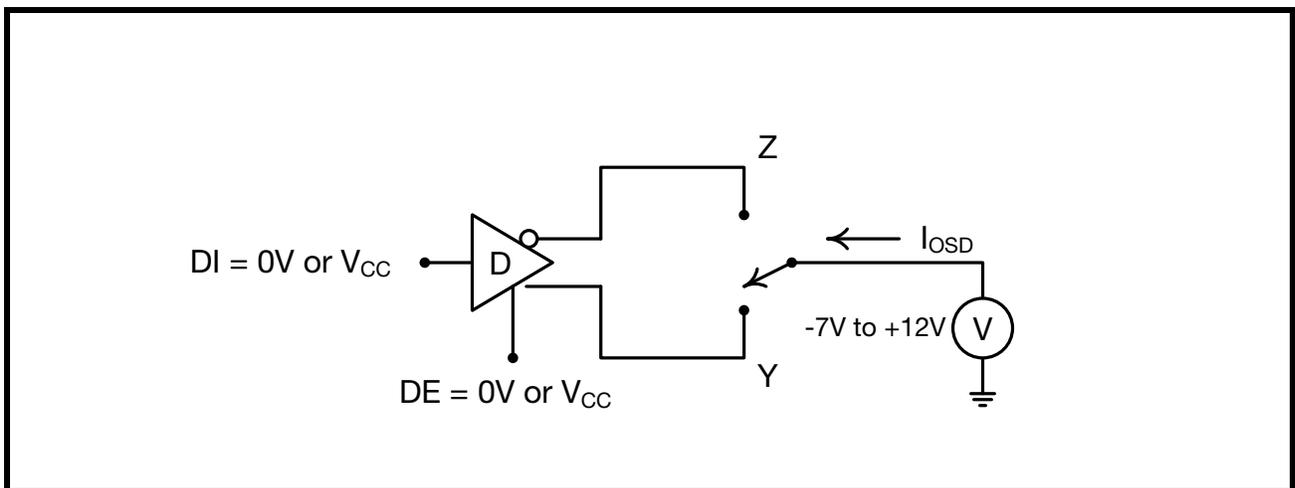 Z
I_OSD
DI = 0V or V_CC
D
-7V to +12V
V
Y
DE = 0V or V_CC